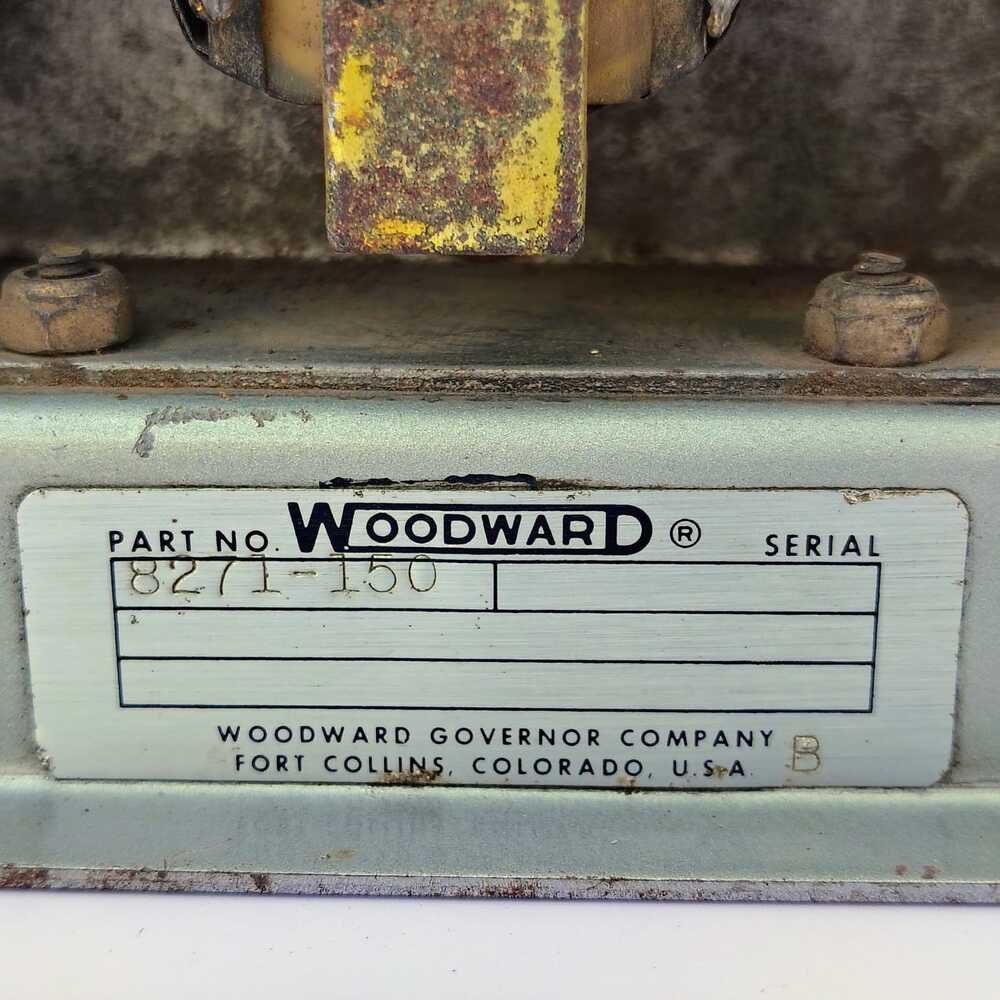 PART NO. WOODWARD ® SERIAL
8271-150
WOODWARD GOVERNOR COMPANY
FORT COLLINS, COLORADO, U.S.A. B